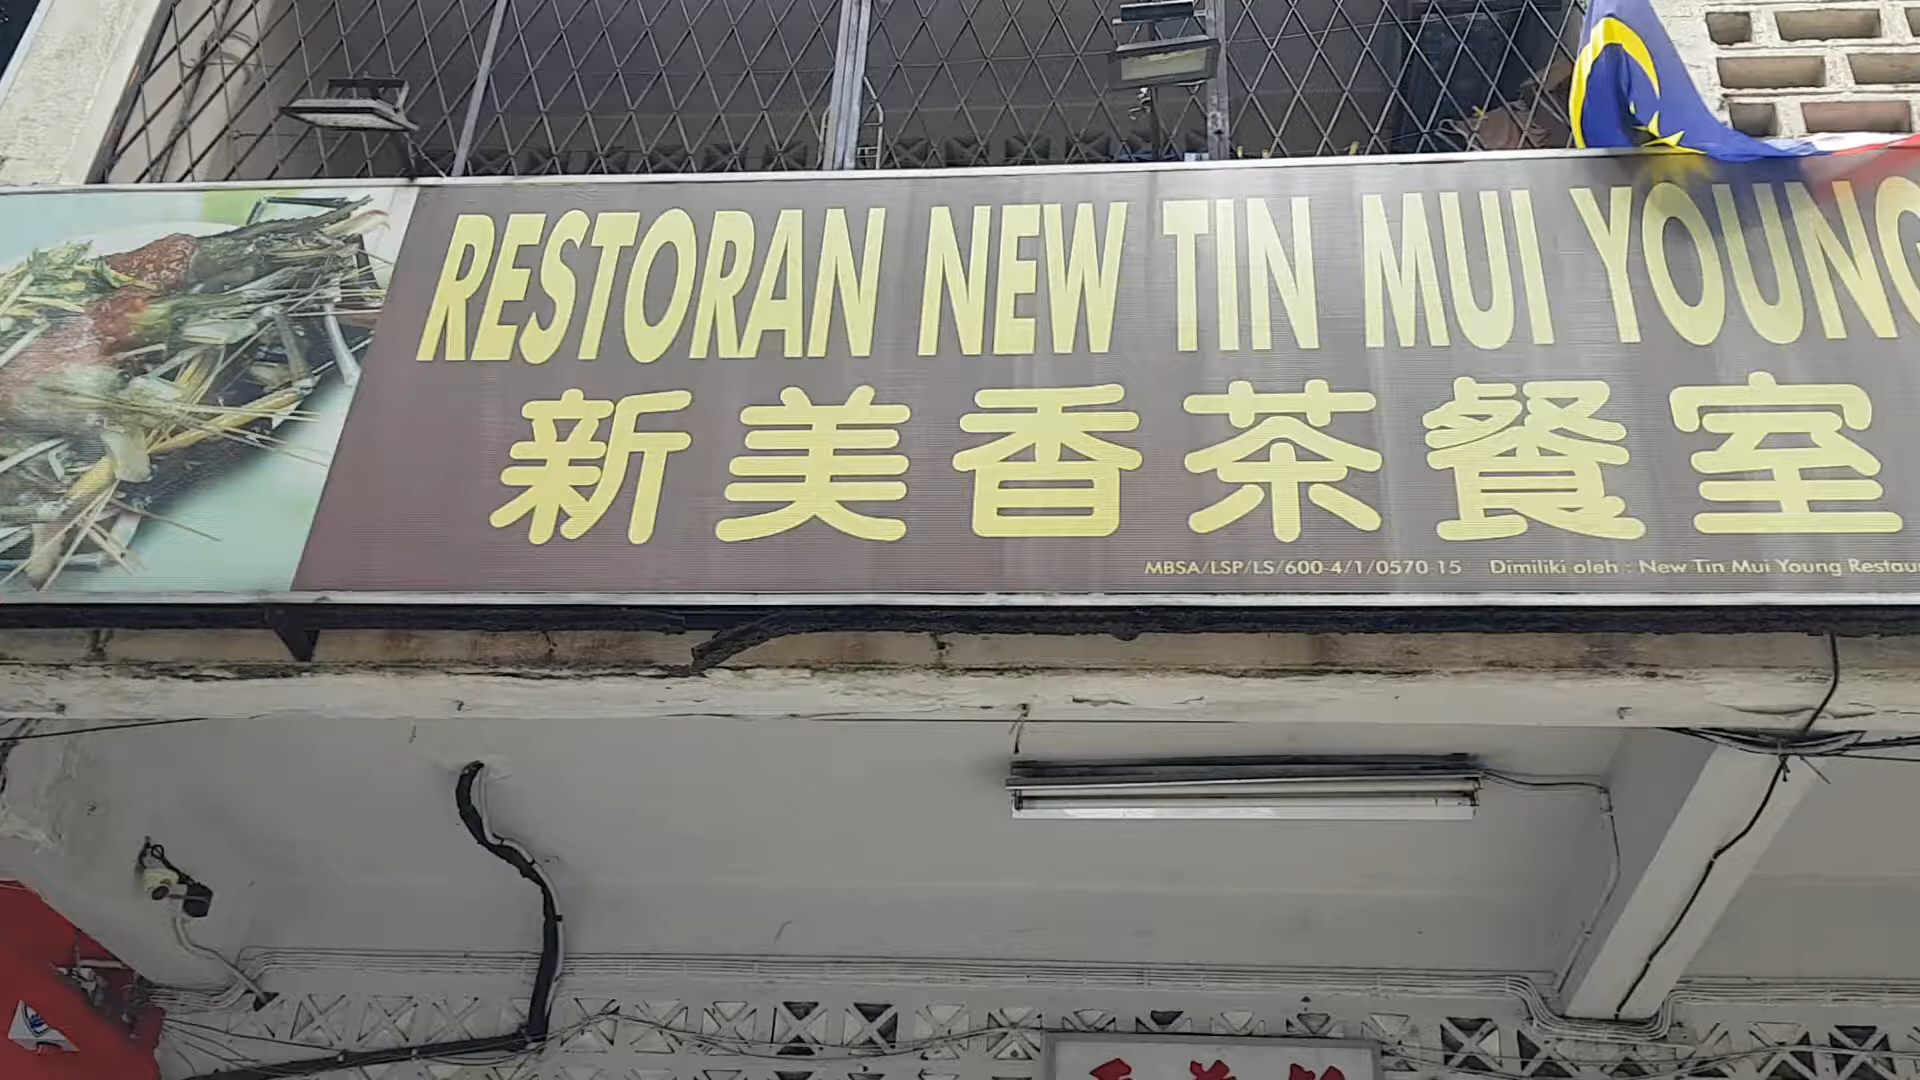 RESTORAN NEW TIN MUI YOUNG
新美香茶餐室
MBSA/LSP/LS/600-4/1/0570 15 Dimiliki oleh : New Tin Mui Young